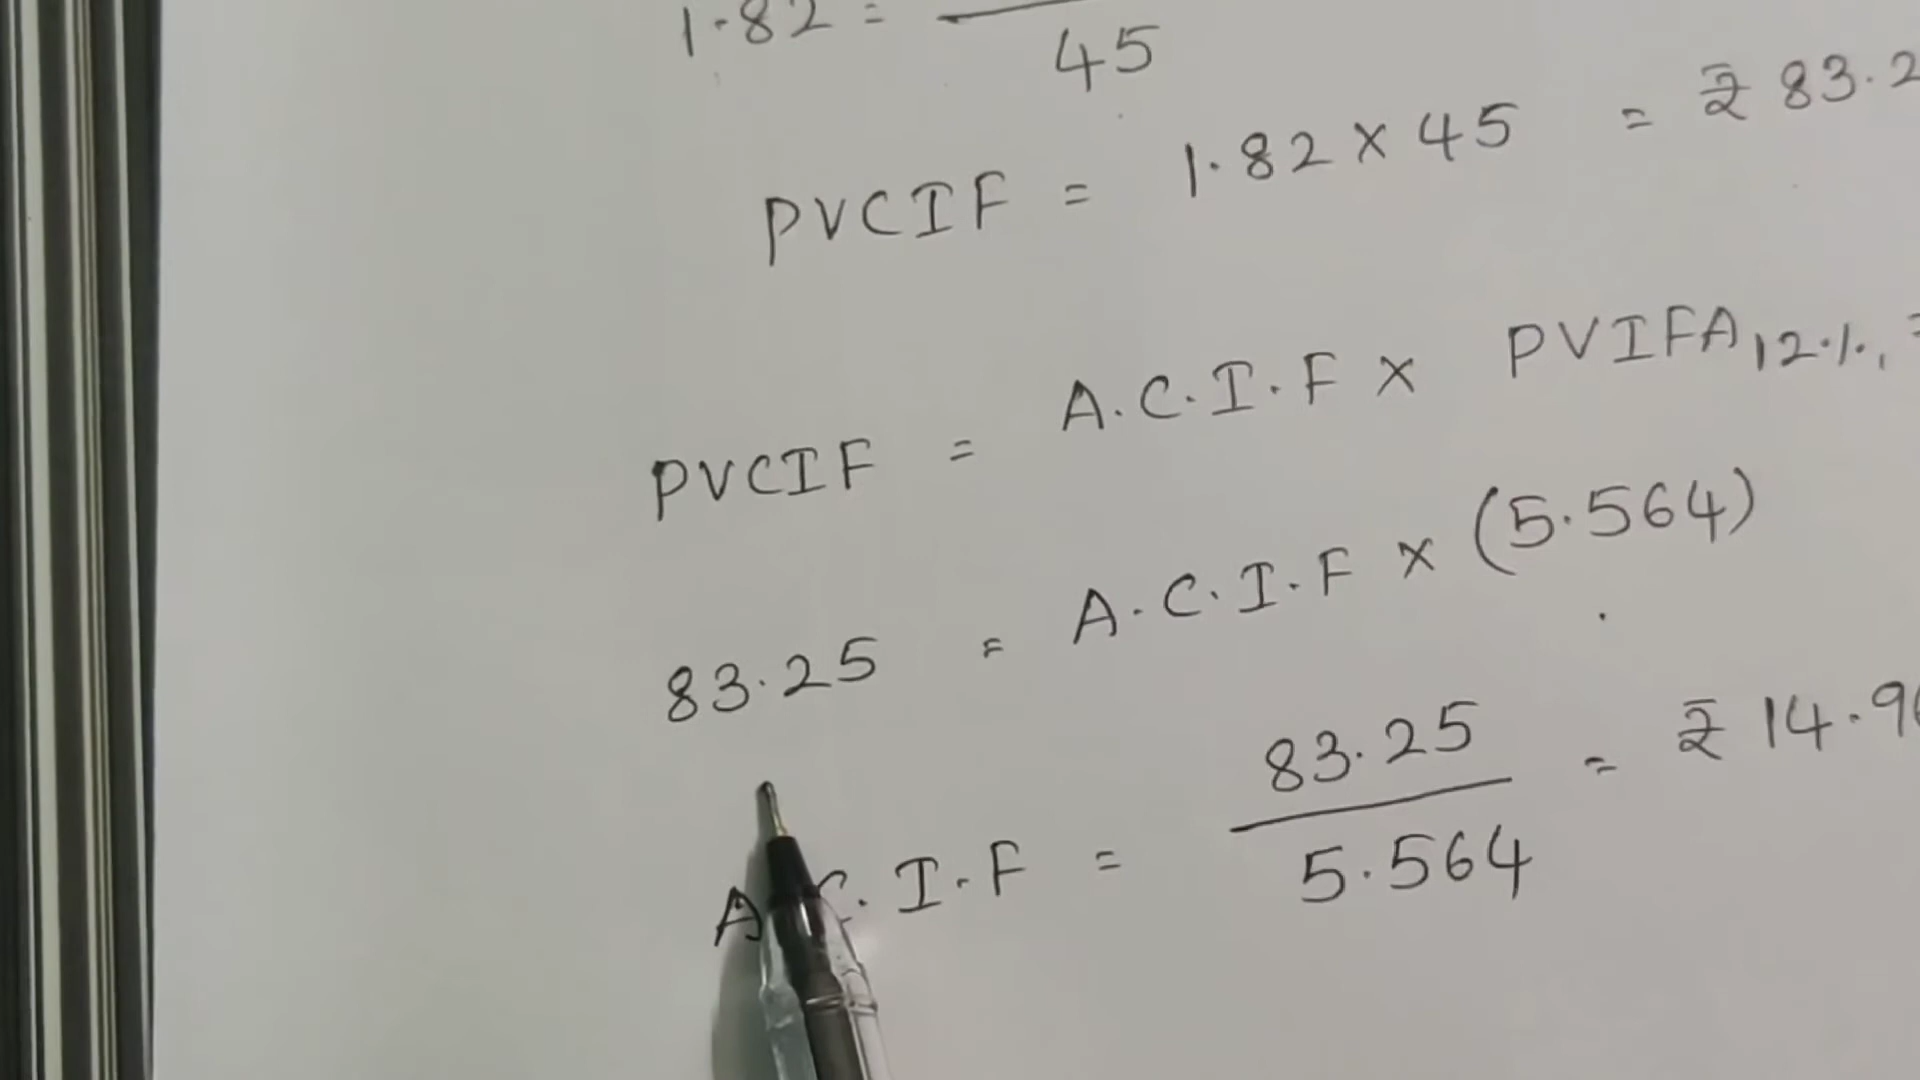 1.82 =
45
PVCIF = 1.82 × 45 = ₹ 83.2
PVCIF = A.C.I.F × PVIFA 12%,
83.25 = A.C.I.F × (5.564)
A.C.I.F = 83.25 / 5.564 = ₹ 14.9